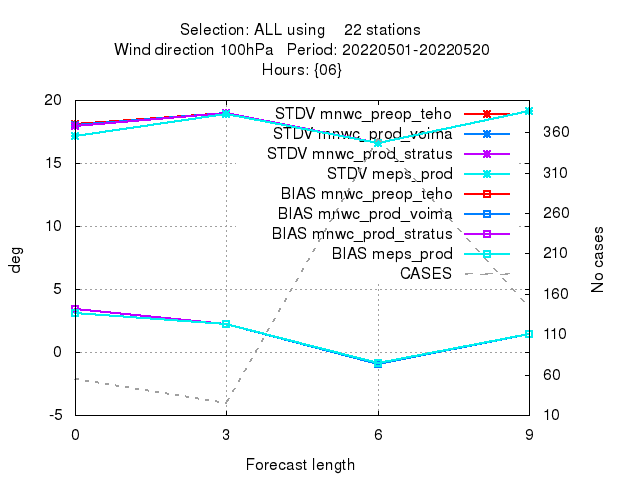 Selection: ALL using    22 stations
Wind direction 100hPa   Period: 20220501-20220520
Hours: {06}
20
15
10
5
0
-5
deg
STDV mnwc_preop_teho
STDV mnwc_prod_voima
STDV mnwc_prod_stratus
STDV meps_prod
BIAS mnwc_preop_teho
BIAS mnwc_prod_voima
BIAS mnwc_prod_stratus
BIAS meps_prod
CASES
360
310
260
210
160
110
60
10
No cases
0 3 6 9
Forecast length